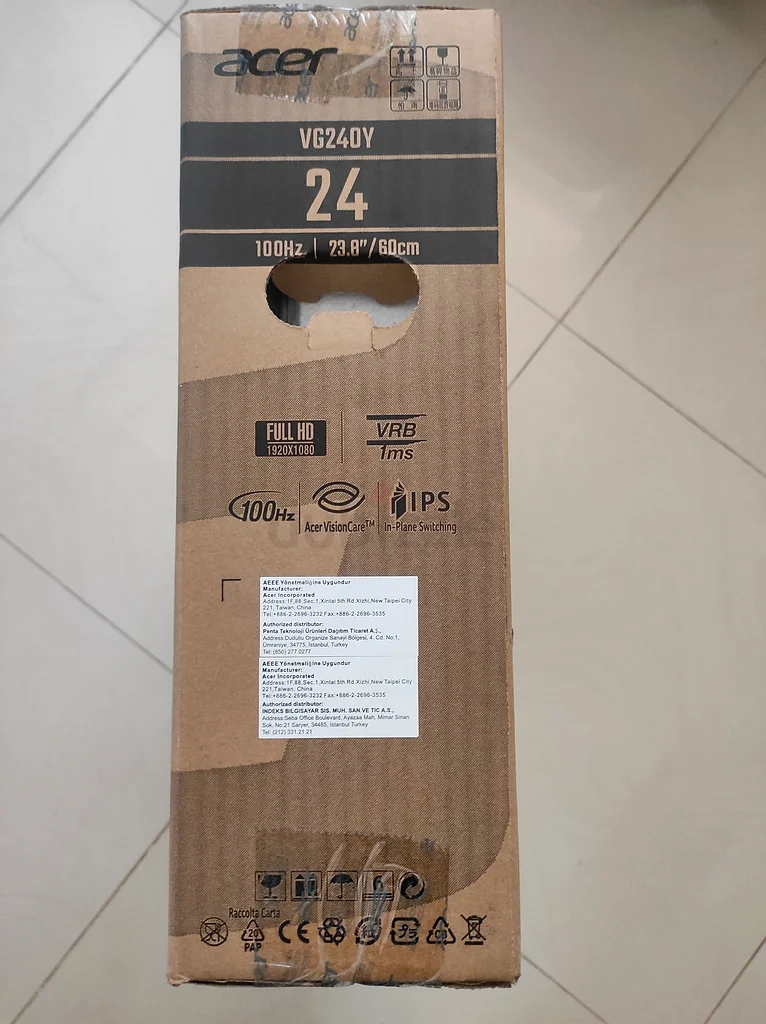 acer
VG240Y
24
100Hz | 23.8"/60cm
FULL HD
1920X1080
VRB
1ms
100Hz
Acer VisionCare™
IPS
In-Plane Switching
AEEE Yönetmeliğine Uygundur
Manufacturer:
Acer Incorporated
Address:1F,88,Sec.1,Xintai 5th Rd.Xizhi,New Taipei City
221, Taiwan, China
Tel:+886-2-2696-3232 Fax:+886-2-2696-3535
Authorized distributor:
Penta Teknoloji Ürünleri Dağıtım Ticaret A.Ş.,
Address:Dudullu Organize Sanayi Bölgesi, 4. Cd. No:1,
Ümraniye, 34775, İstanbul, Turkey
Tel: (850) 277 0277
AEEE Yönetmeliğine Uygundur
Manufacturer:
Acer Incorporated
Address:1F,88,Sec.1,Xintai 5th Rd.Xizhi,New Taipei City
221,Taiwan, China
Tel:+886-2-2696-3232 Fax:+886-2-2696-3535
Authorized distributor:
INDEKS BILGISAYAR SIS. MUH. SAN.VE TIC A.S.,
Address:Seba Office Boulevard, Ayazaa Mah. Mimar Sinan
Sok. No:21 Saryer, 34485, Istanbul Turkey
Tel: (212) 331 21 21
6
Raccolta Carta
20
PAP
CE